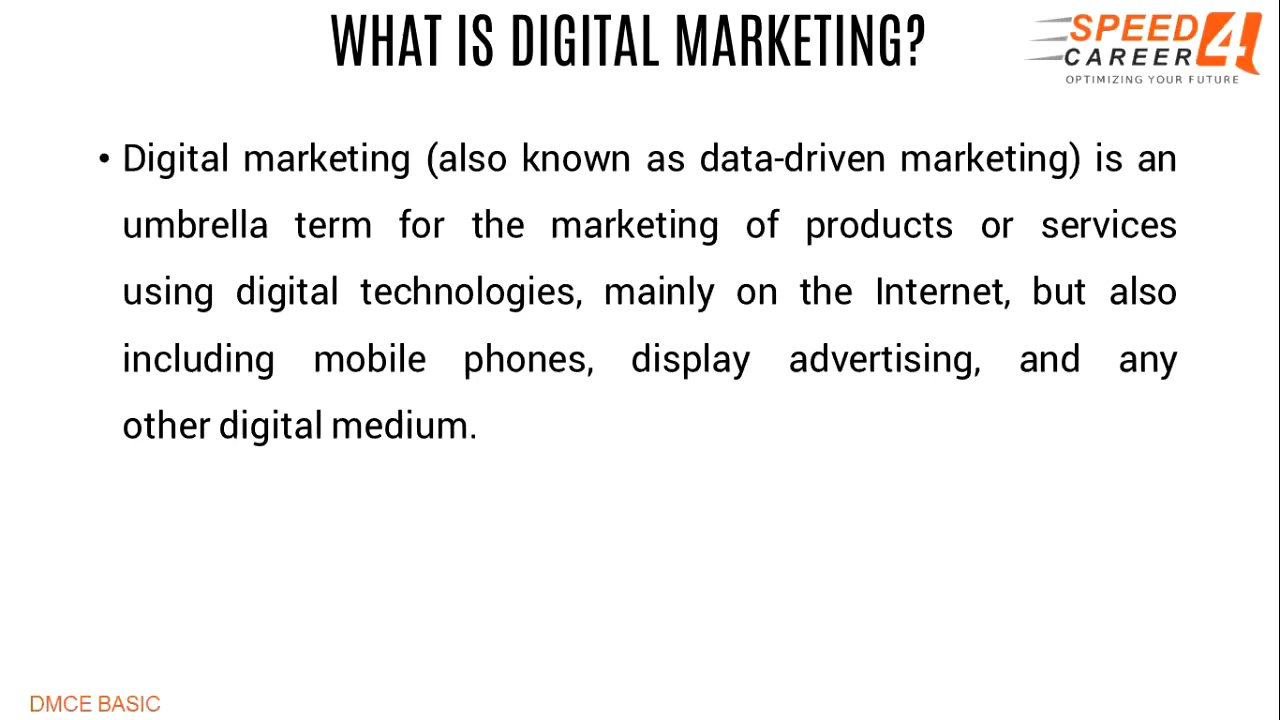 WHAT IS DIGITAL MARKETING?
SPEED 4
CAREER
OPTIMIZING YOUR FUTURE
• Digital marketing (also known as data-driven marketing) is an
umbrella term for the marketing of products or services
using digital technologies, mainly on the Internet, but also
including mobile phones, display advertising, and any
other digital medium.
DMCE BASIC